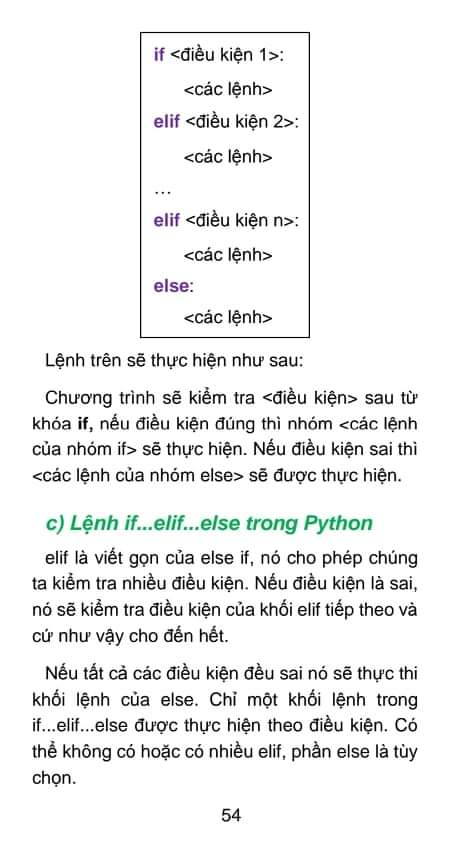 if <điều kiện 1>:
<các lệnh>
elif <điều kiện 2>:
<các lệnh>
...
elif <điều kiện n>:
<các lệnh>
else:
<các lệnh>
Lệnh trên sẽ thực hiện như sau:
Chương trình sẽ kiểm tra <điều kiện> sau từ
khóa if, nếu điều kiện đúng thì nhóm <các lệnh
của nhóm if> sẽ thực hiện. Nếu điều kiện sai thì
<các lệnh của nhóm else> sẽ được thực hiện.
c) Lệnh if...elif...else trong Python
elif là viết gọn của else if, nó cho phép chúng
ta kiểm tra nhiều điều kiện. Nếu điều kiện là sai,
nó sẽ kiểm tra điều kiện của khối elif tiếp theo và
cứ như vậy cho đến hết.
Nếu tất cả các điều kiện đều sai nó sẽ thực thi
khối lệnh của else. Chỉ một khối lệnh trong
if...elif...else được thực hiện theo điều kiện. Có
thể không có hoặc có nhiều elif, phần else là tùy
chọn.
54